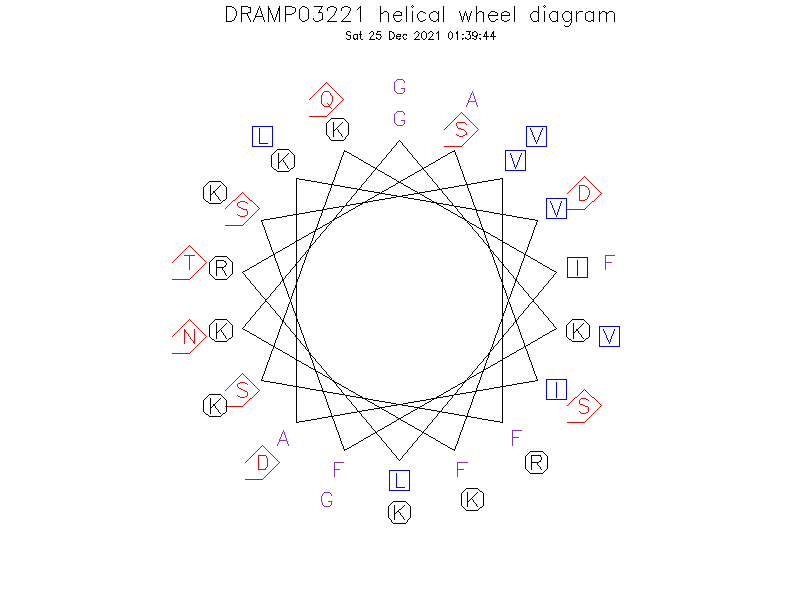 DRAMP03221 helical wheel diagram
Sat 25 Dec 2021 01:39:44
G
Q A
G
K S
L V
K V
K D
S V
T R I F
N K K V
S I
K S
A F
D R
F F
G L K
K